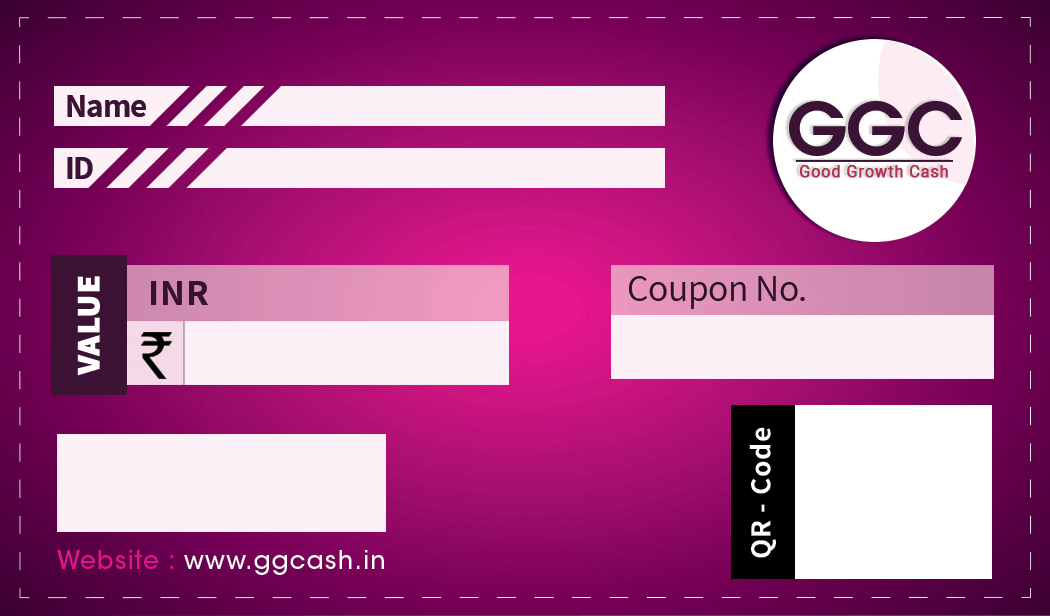 Name
ID
GGC
Good Growth Cash
VALUE
INR
₹
Coupon No.
QR - Code
Website : www.ggcash.in